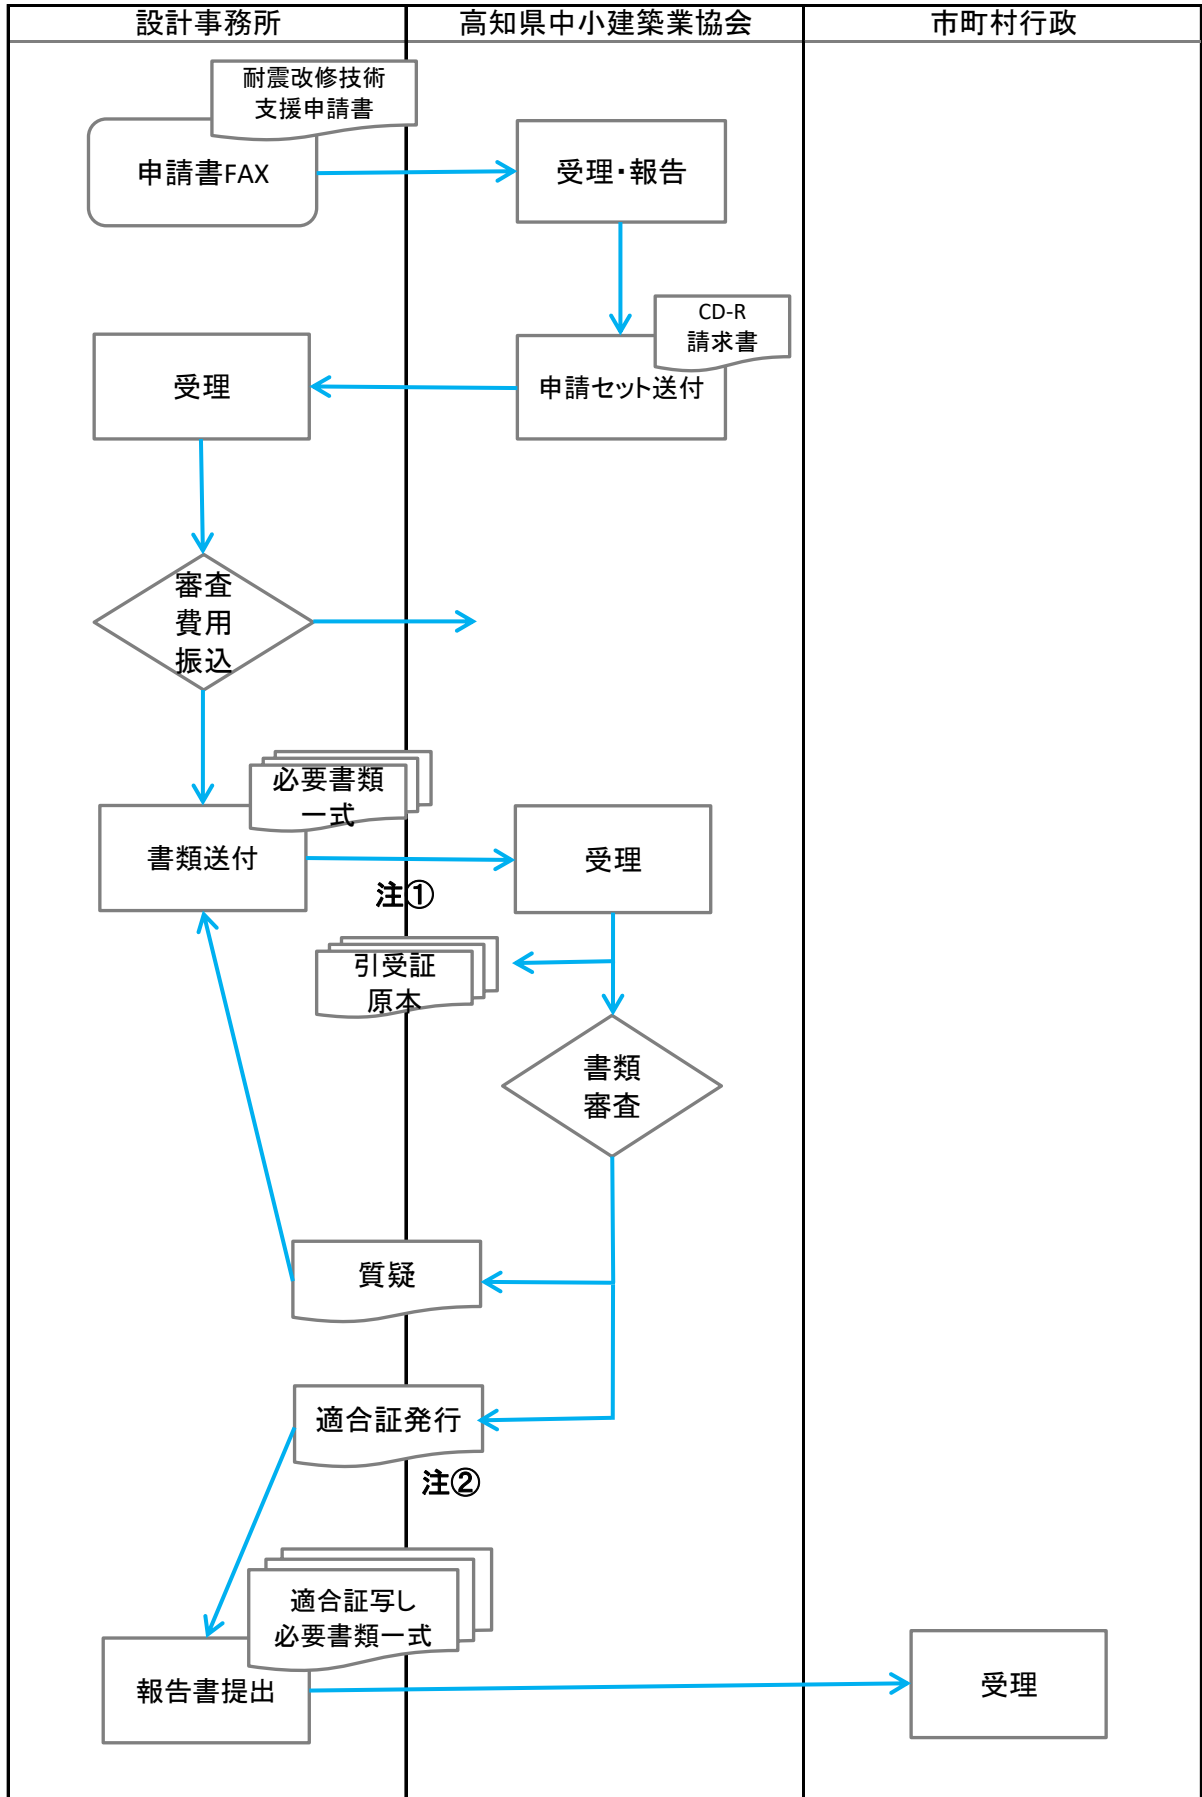 設計事務所
高知県中小建築業協会
市町村行政
耐震改修技術
支援申請書
申請書FAX
受理・報告
CD-R
請求書
申請セット送付
受理
審査
費用
振込
必要書類
一式
書類送付
受理
注①
引受証
原本
書類
審査
質疑
適合証発行
注②
適合証写し
必要書類一式
報告書提出
受理